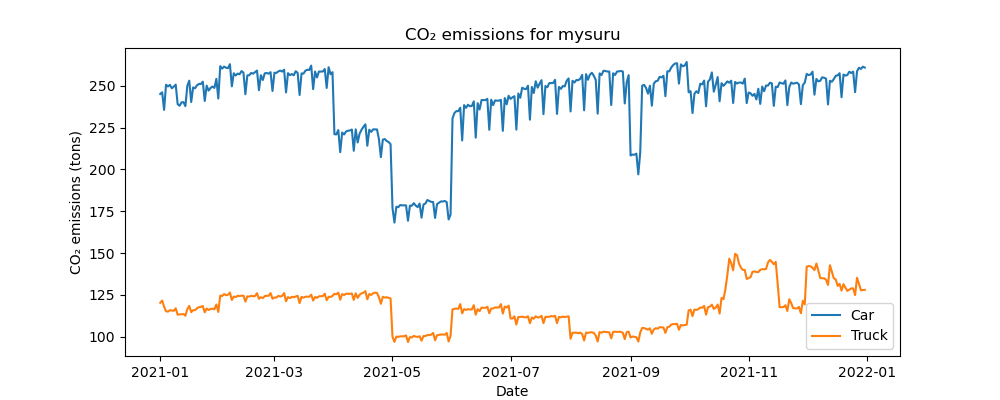 CO₂ emissions for mysuru
CO₂ emissions (tons)
250
225
200
175
150
125
100
2021-01
2021-03
2021-05
2021-07
2021-09
2021-11
2022-01
Date
Car
Truck